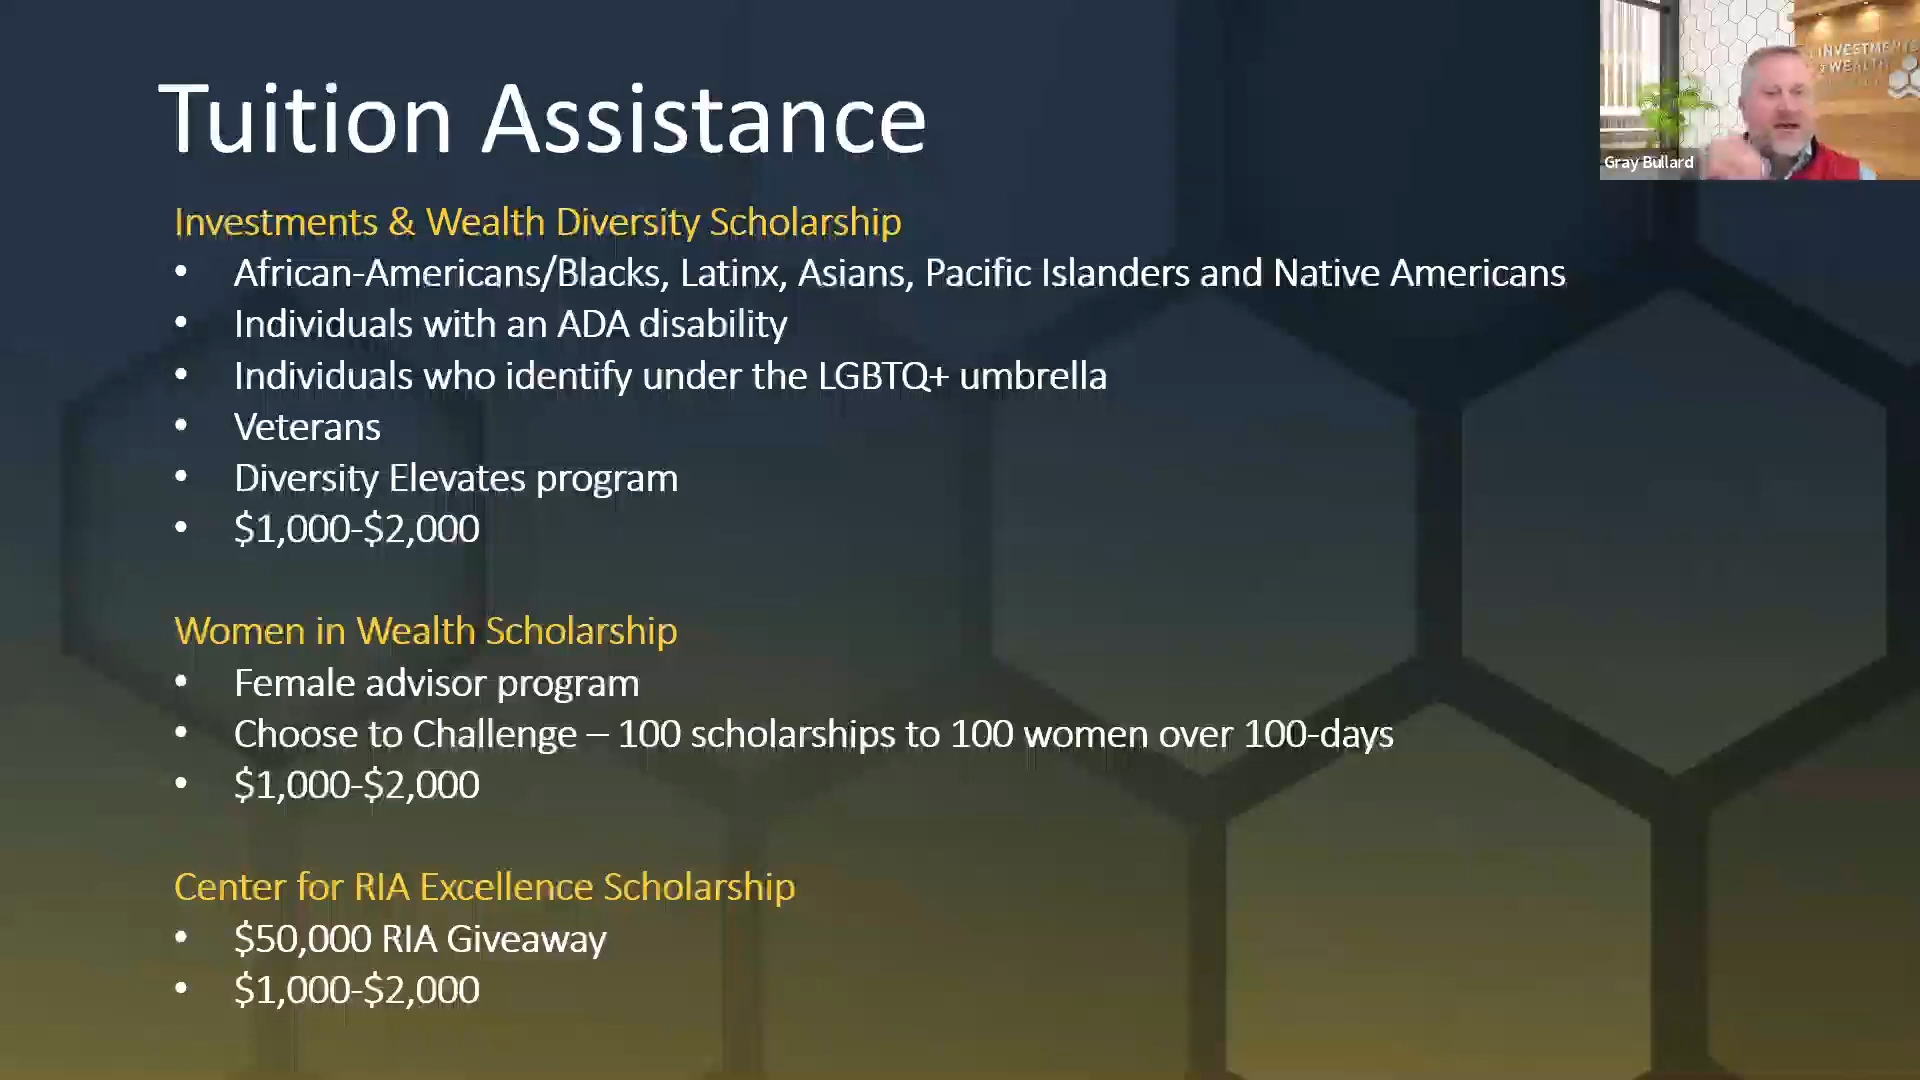 Tuition Assistance
INVESTMENTS
& WEALTH
Gray Bullard
Investments & Wealth Diversity Scholarship
• African-Americans/Blacks, Latinx, Asians, Pacific Islanders and Native Americans
• Individuals with an ADA disability
• Individuals who identify under the LGBTQ+ umbrella
• Veterans
• Diversity Elevates program
• $1,000-$2,000
Women in Wealth Scholarship
• Female advisor program
• Choose to Challenge – 100 scholarships to 100 women over 100-days
• $1,000-$2,000
Center for RIA Excellence Scholarship
• $50,000 RIA Giveaway
• $1,000-$2,000